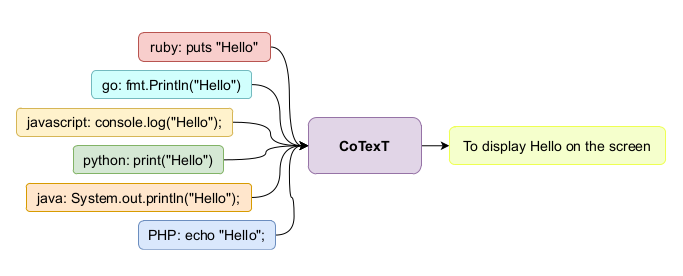 ruby: puts "Hello"
go: fmt.Println("Hello")
javascript: console.log("Hello");
python: print("Hello")
java: System.out.println("Hello");
PHP: echo "Hello";
CoTexT
To display Hello on the screen